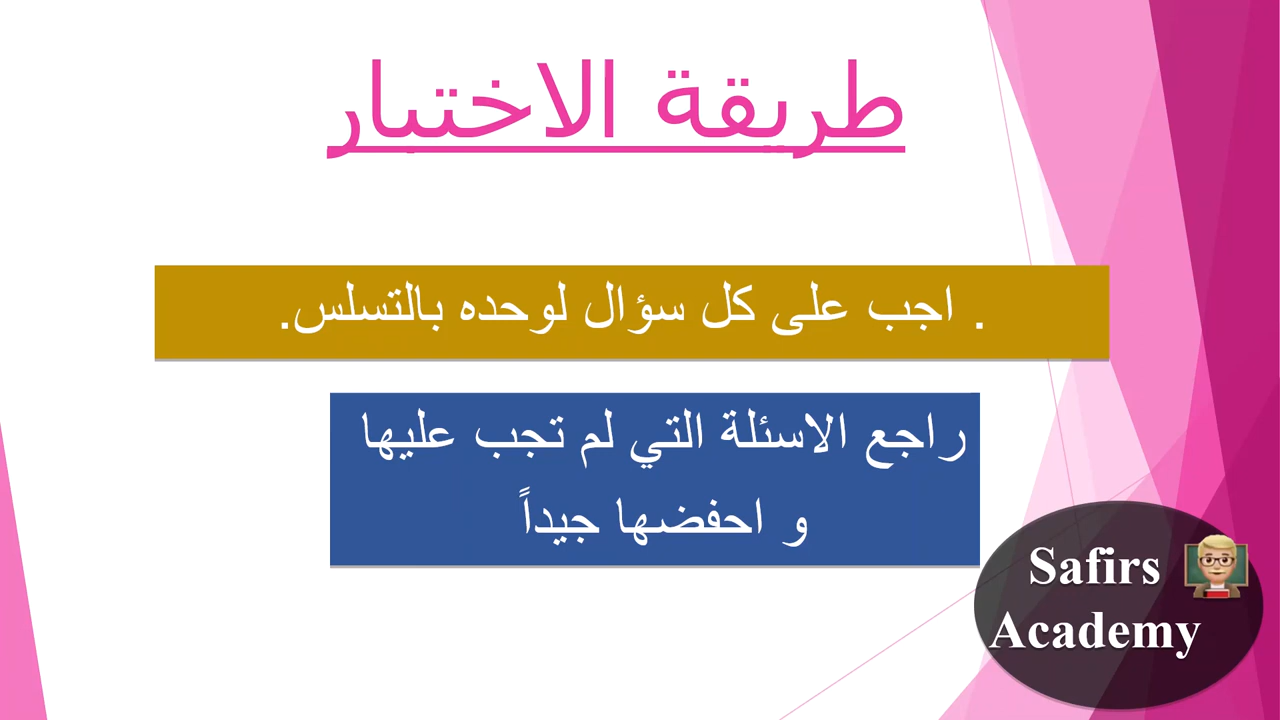 طريقة الاختبار
. اجب على كل سؤال لوحده بالتسلس.
راجع الاسئلة التي لم تجب عليها
و احفضها جيداً
Safirs
Academy